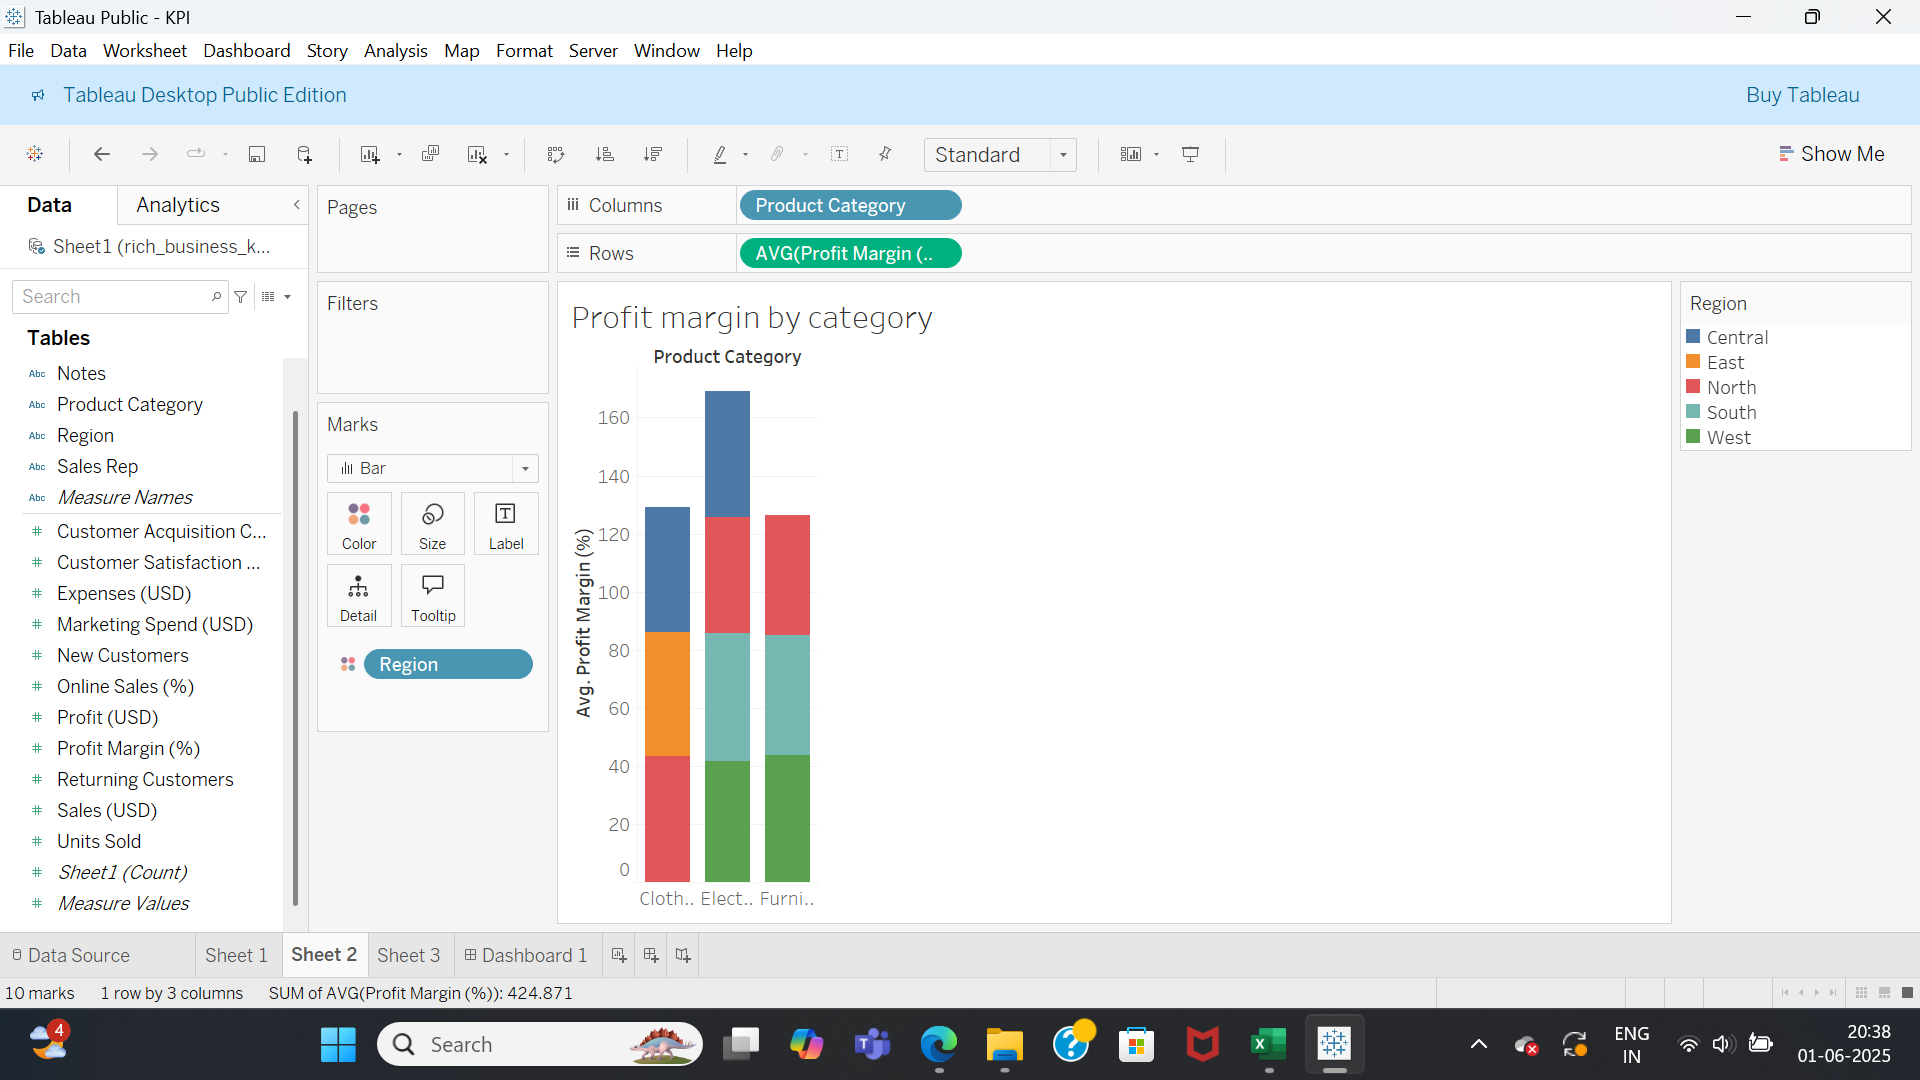 Tableau Public - KPI
File Data Worksheet Dashboard Story Analysis Map Format Server Window Help
Tableau Desktop Public Edition
Buy Tableau
Standard
Show Me
Data
Analytics
Sheet1 (rich_business_k...
Search
Tables
Abc Notes
Abc Product Category
Abc Region
Abc Sales Rep
Abc Measure Names
# Customer Acquisition C...
# Customer Satisfaction ...
# Expenses (USD)
# Marketing Spend (USD)
# New Customers
# Online Sales (%)
# Profit (USD)
# Profit Margin (%)
# Returning Customers
# Sales (USD)
# Units Sold
# Sheet1 (Count)
# Measure Values
Pages
Filters
Marks
Bar
Color
Size
Label
Detail
Tooltip
Region
Columns
Product Category
Rows
AVG(Profit Margin (..
Profit margin by category
Product Category
Avg. Profit Margin (%)
160
140
120
100
80
60
40
20
0
Cloth.. Elect.. Furni..
Region
Central
East
North
South
West
Data Source
Sheet 1
Sheet 2
Sheet 3
Dashboard 1
10 marks
1 row by 3 columns
SUM of AVG(Profit Margin (%)): 424.871
4
Search
ENG
IN
20:38
01-06-2025